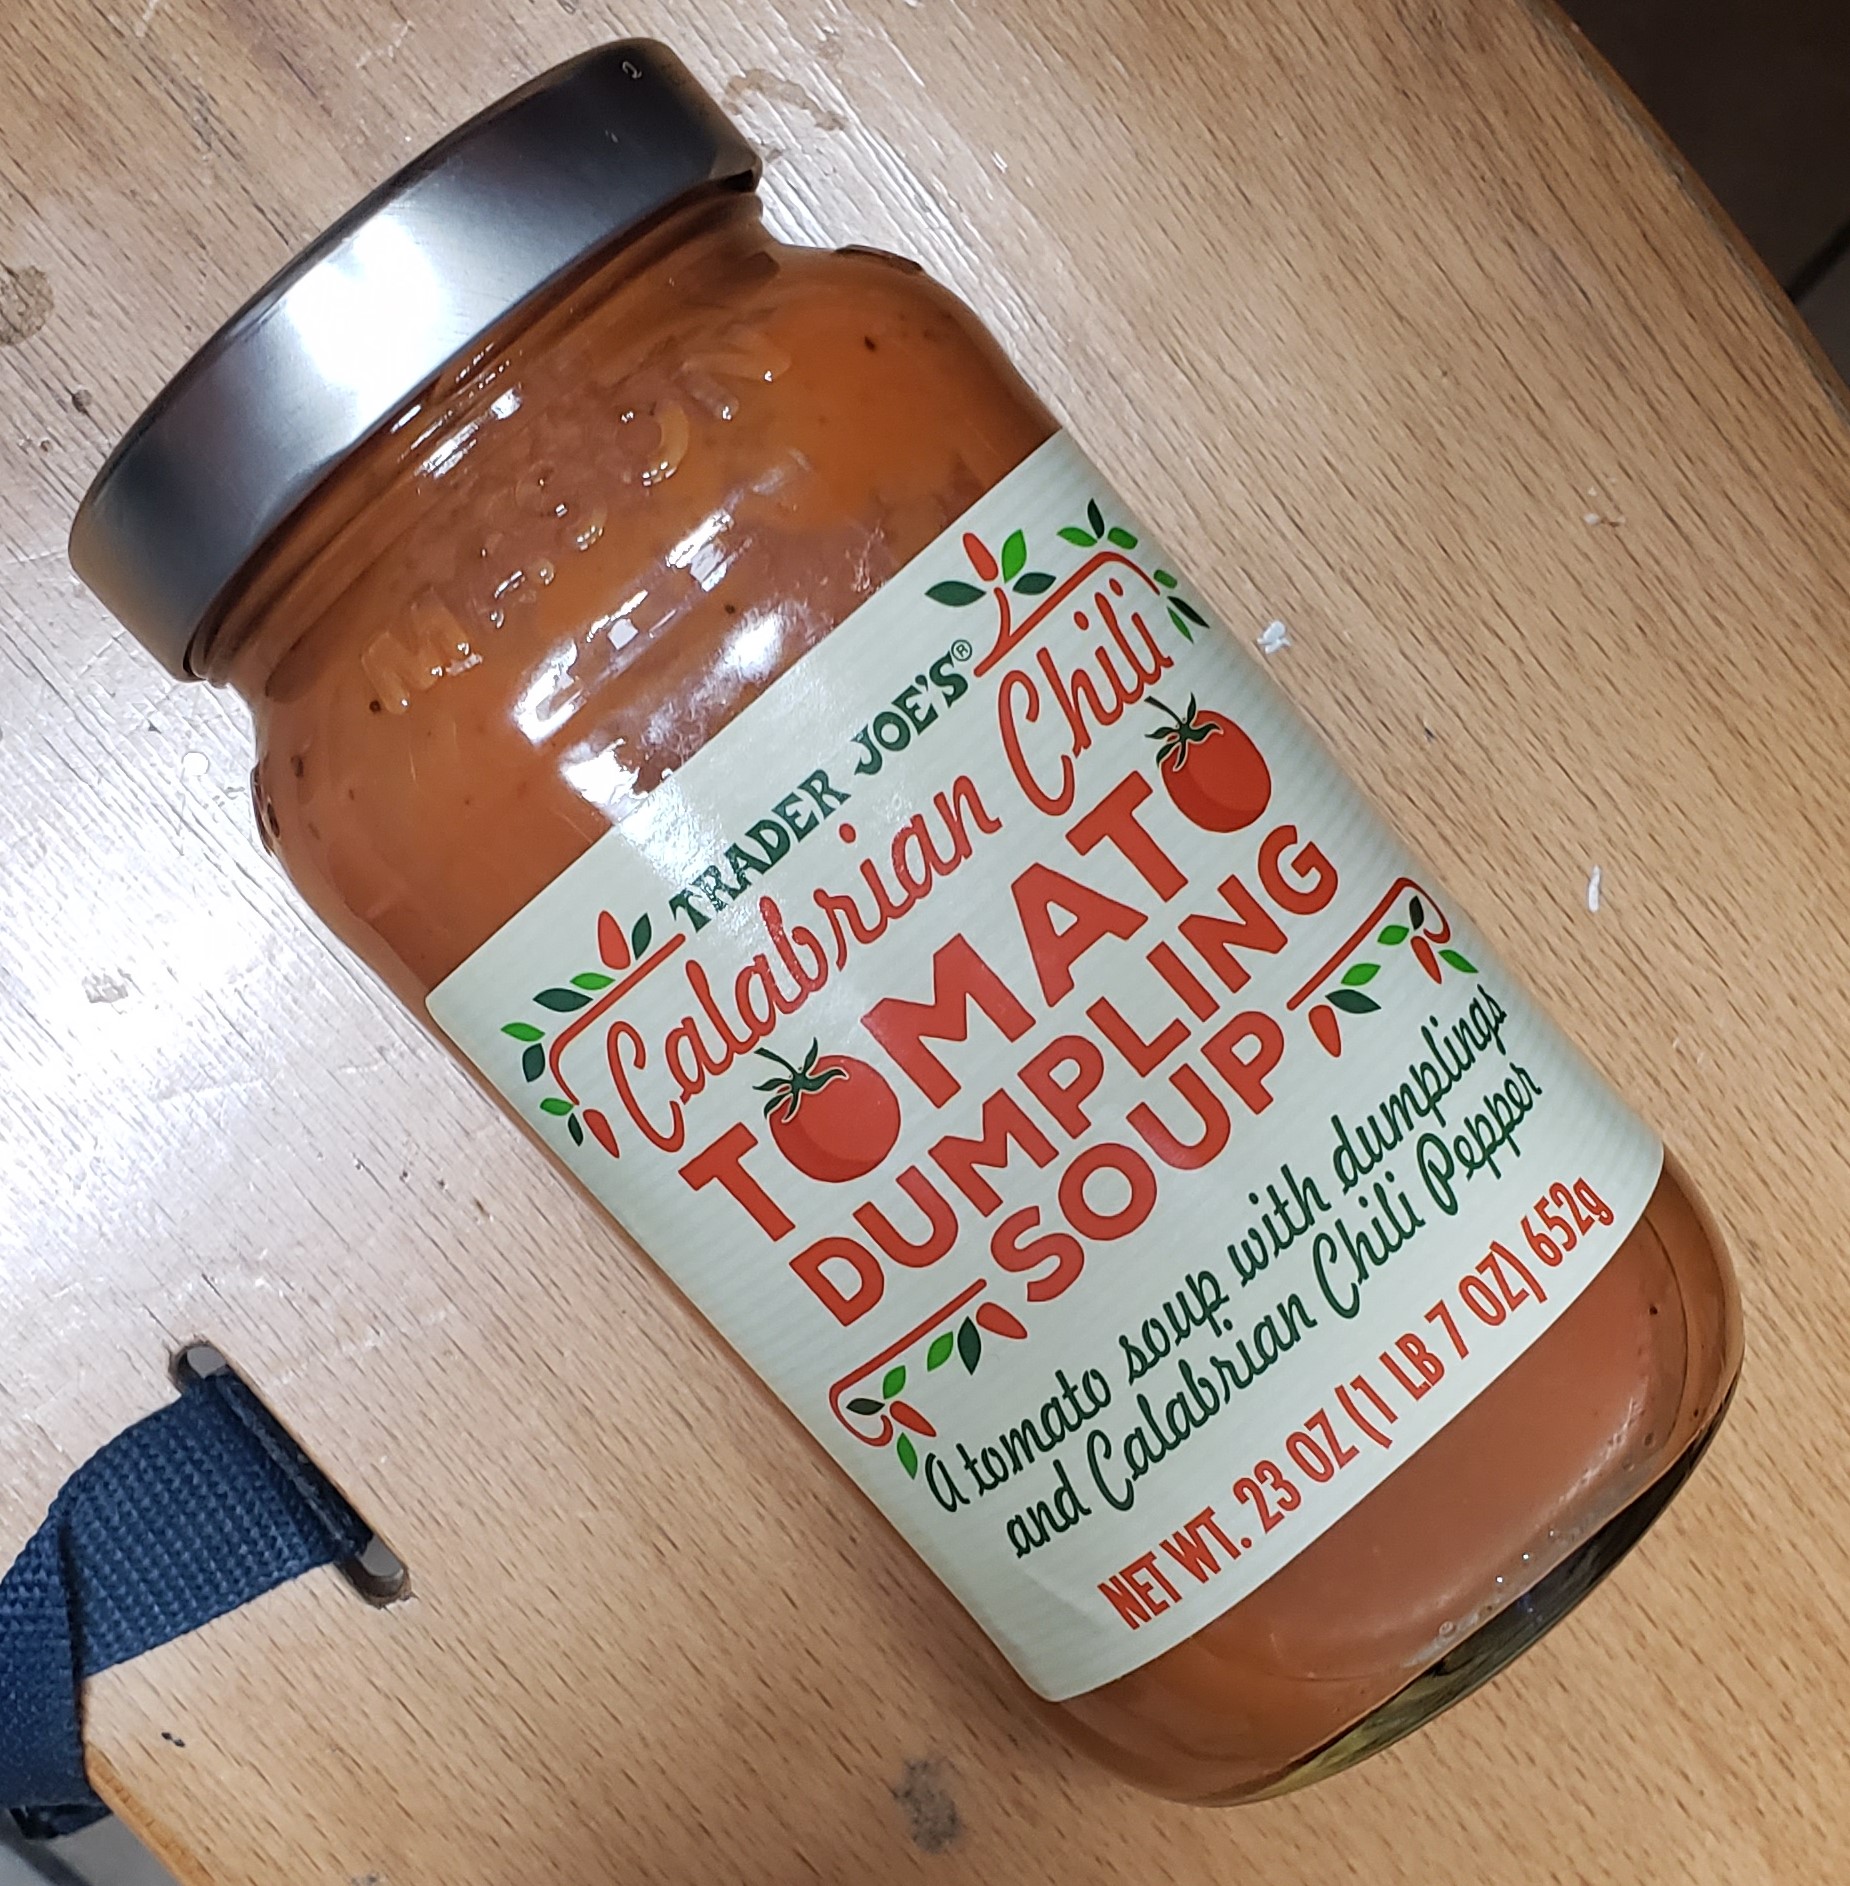 TRADER JOE'S®
Calabrian Chili
TOMATO
DUMPLING
SOUP
A tomato soup with dumplings
and Calabrian Chili Pepper
NET WT. 23 OZ (1 LB 7 OZ) 652g